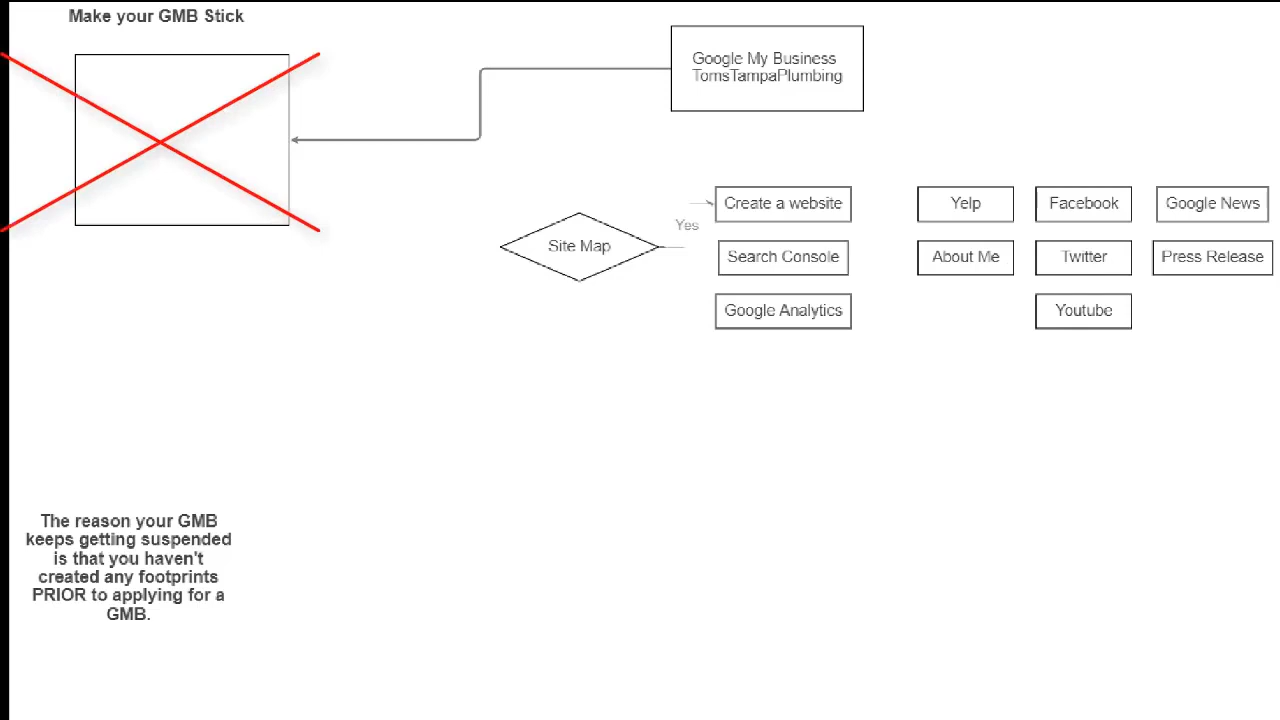 Make your GMB Stick
Google My Business
TomsTampaPlumbing
Create a website
Yelp
Facebook
Google News
Yes
Site Map
Search Console
About Me
Twitter
Press Release
Google Analytics
Youtube
The reason your GMB
keeps getting suspended
is that you haven't
created any footprints
PRIOR to applying for a
GMB.